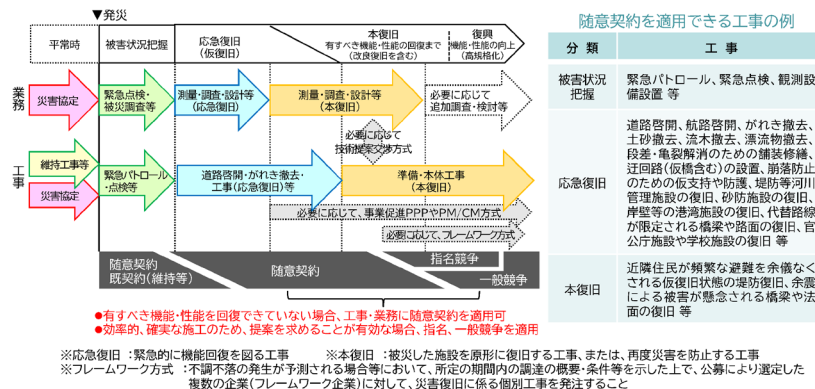 ▼発災
平常時
被害状況把握
応急復旧
(仮復旧)
本復旧
有すべき機能・性能の回復まで
(改良復旧を含む)
復興
機能・性能の向上
(高規格化)
業務
災害協定
緊急点検・
被災調査等
測量・調査・設計等
(応急復旧)
測量・調査・設計等
(本復旧)
必要に応じて
追加調査・検討等
必要に応じて
技術提案交渉方式
工事
維持工事等
災害協定
緊急パトロール
・点検等
道路啓開・がれき撤去・
工事(応急復旧)等
準備・本体工事
(本復旧)
必要に応じて、事業促進PPPやPM/CM方式
必要に応じて、フレームワーク方式
随意契約
既契約(維持等)
随意契約
指名競争
一般競争
●有すべき機能・性能を回復できていない場合、工事・業務に随意契約を適用可
●効率的、確実な施工のため、提案を求めることが有効な場合、指名、一般競争を適用
随意契約を適用できる工事の例
分 類
工 事
被害状況
把握
緊急パトロール、緊急点検、観測設
備設置 等
応急復旧
道路啓開、航路啓開、がれき撤去、
土砂撤去、流木撤去、漂流物撤去、
段差・亀裂解消のための舗装修繕、
迂回路(仮橋含む)の設置、崩落防止
のための仮支持や防護、堤防等河川
管理施設の復旧、砂防施設の復旧、
岸壁等の港湾施設の復旧、代替路線
が限定される橋梁や路面の復旧、官
公庁施設や学校施設の復旧 等
本復旧
近隣住民が頻繁な避難を余儀なく
される仮復旧状態の堤防復旧、余震
による被害が懸念される橋梁や法
面の復旧 等
※応急復旧 :緊急的に機能回復を図る工事
※本復旧 :被災した施設を原形に復旧する工事、または、再度災害を防止する工事
※フレームワーク方式 :不調不落の発生が予測される場合等において、所定の期間内の調達の概要・条件等を示した上で、公募により選定した
複数の企業(フレームワーク企業)に対して、災害復旧に係る個別工事を発注すること